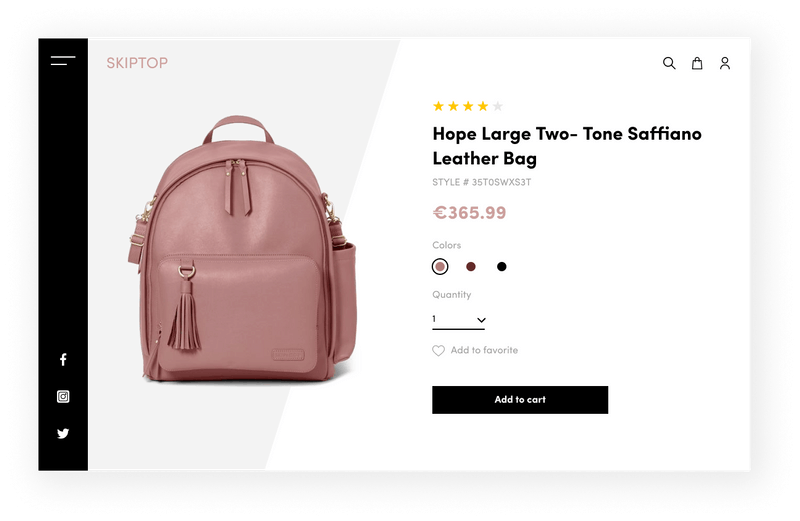 SKIPTOP
Hope Large Two- Tone Saffiano
Leather Bag
STYLE # 35T0SWXS3T
€365.99
Colors
Quantity
1
Add to favorite
Add to cart